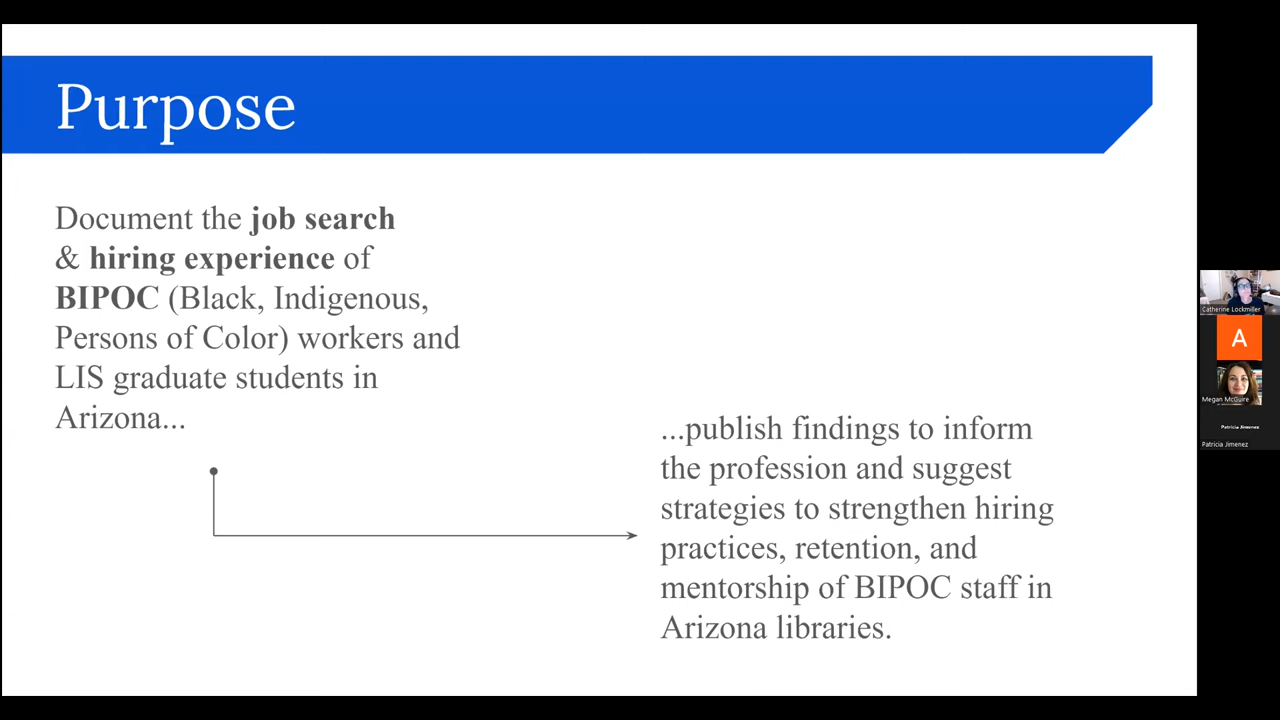 Purpose
Document the job search
& hiring experience of
BIPOC (Black, Indigenous,
Persons of Color) workers and
LIS graduate students in
Arizona...
...publish findings to inform
the profession and suggest
strategies to strengthen hiring
practices, retention, and
mentorship of BIPOC staff in
Arizona libraries.
Catherine Lockmiller
A
Megan McGuire
Patricia Jimenez
Patricia Jimenez